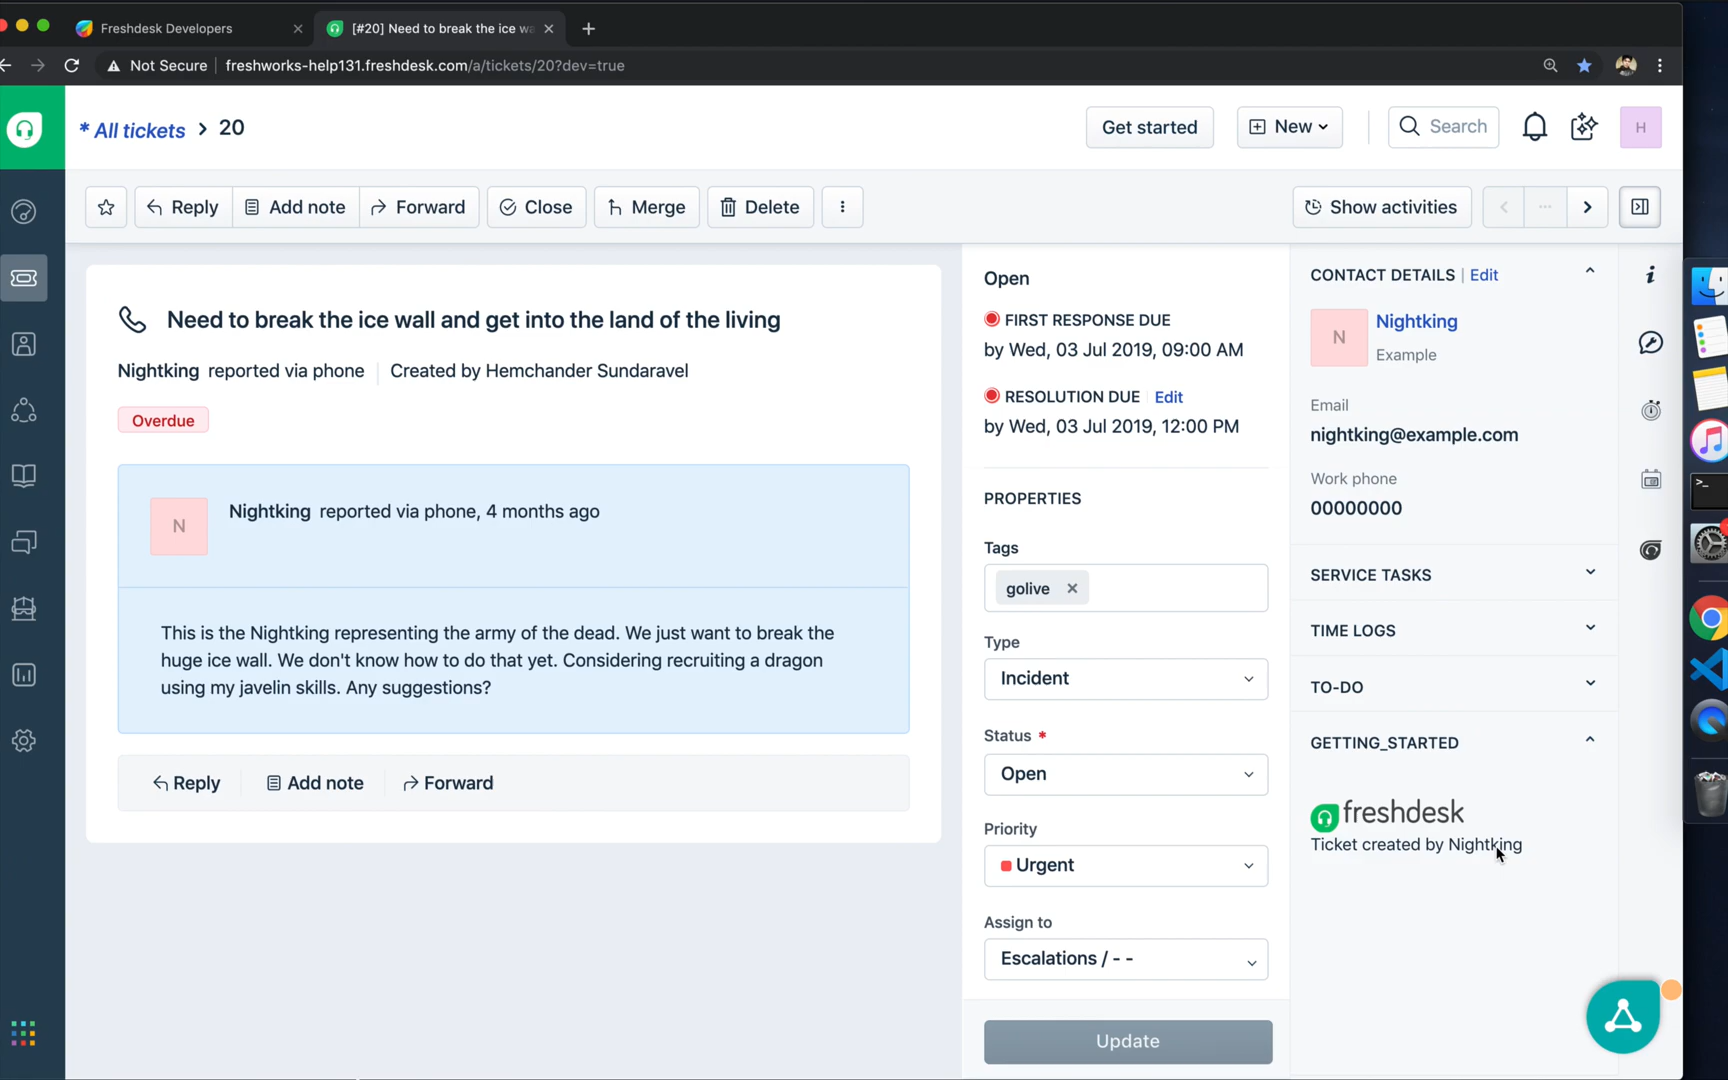 Freshdesk Developers
[#20] Need to break the ice wa
Not Secure
freshworks-help131.freshdesk.com/a/tickets/20?dev=true
* All tickets > 20
Get started
New
Search
H
Reply
Add note
Forward
Close
Merge
Delete
Show activities
Need to break the ice wall and get into the land of the living
Nightking reported via phone
Created by Hemchander Sundaravel
Overdue
N
Nightking reported via phone, 4 months ago
This is the Nightking representing the army of the dead. We just want to break the
huge ice wall. We don't know how to do that yet. Considering recruiting a dragon
using my javelin skills. Any suggestions?
Reply
Add note
Forward
Open
FIRST RESPONSE DUE
by Wed, 03 Jul 2019, 09:00 AM
RESOLUTION DUE
Edit
by Wed, 03 Jul 2019, 12:00 PM
PROPERTIES
Tags
golive
Type
Incident
Status *
Open
Priority
Urgent
Assign to
Escalations / - -
Update
CONTACT DETAILS | Edit
N
Nightking
Example
Email
nightking@example.com
Work phone
00000000
SERVICE TASKS
TIME LOGS
TO-DO
GETTING_STARTED
freshdesk
Ticket created by Nightking